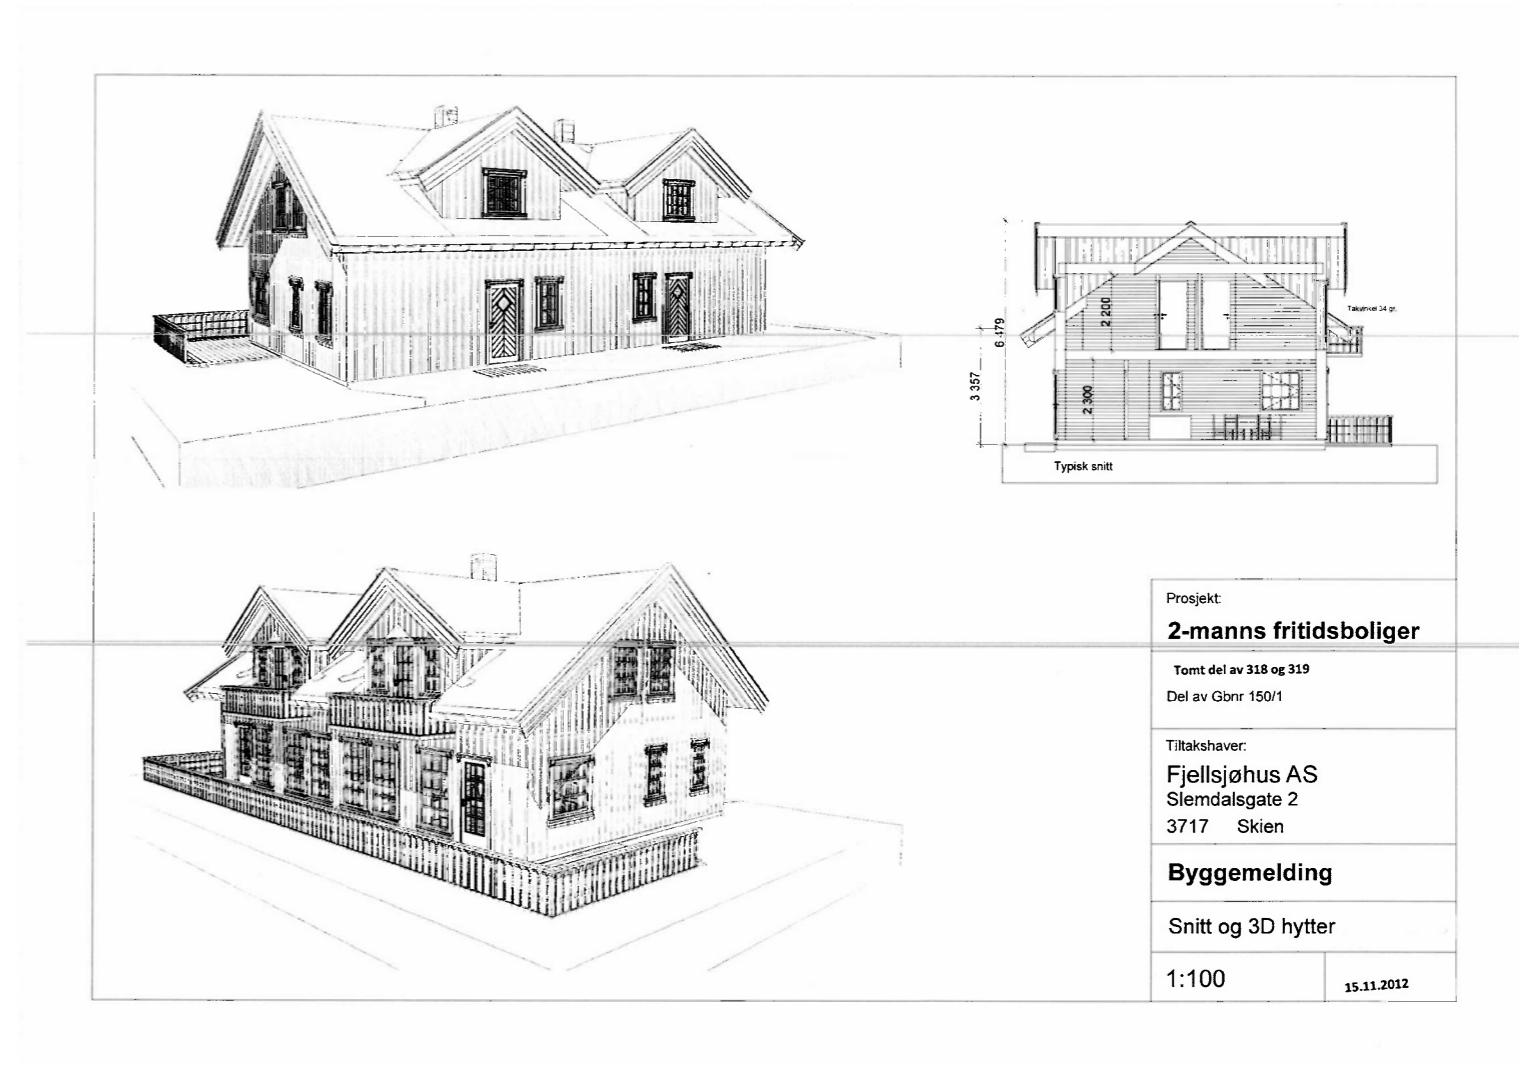 6 479
3 357
2 200
2 300
Takvinkel 34 gr.
Typisk snitt
Prosjekt:
2-manns fritidsboliger
Tomt del av 318 og 319
Del av Gbnr 150/1
Tiltakshaver:
Fjellsjøhus AS
Slemdalsgate 2
3717 Skien
Byggemelding
Snitt og 3D hytter
1:100
15.11.2012